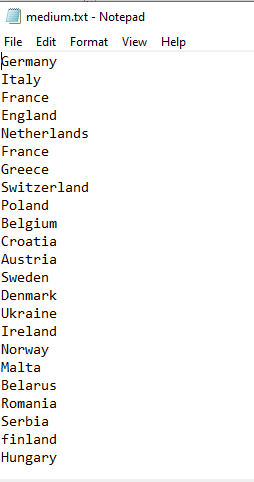 medium.txt - Notepad
File Edit Format View Help
Germany
Italy
France
England
Netherlands
France
Greece
Switzerland
Poland
Belgium
Croatia
Austria
Sweden
Denmark
Ukraine
Ireland
Norway
Malta
Belarus
Romania
Serbia
finland
Hungary